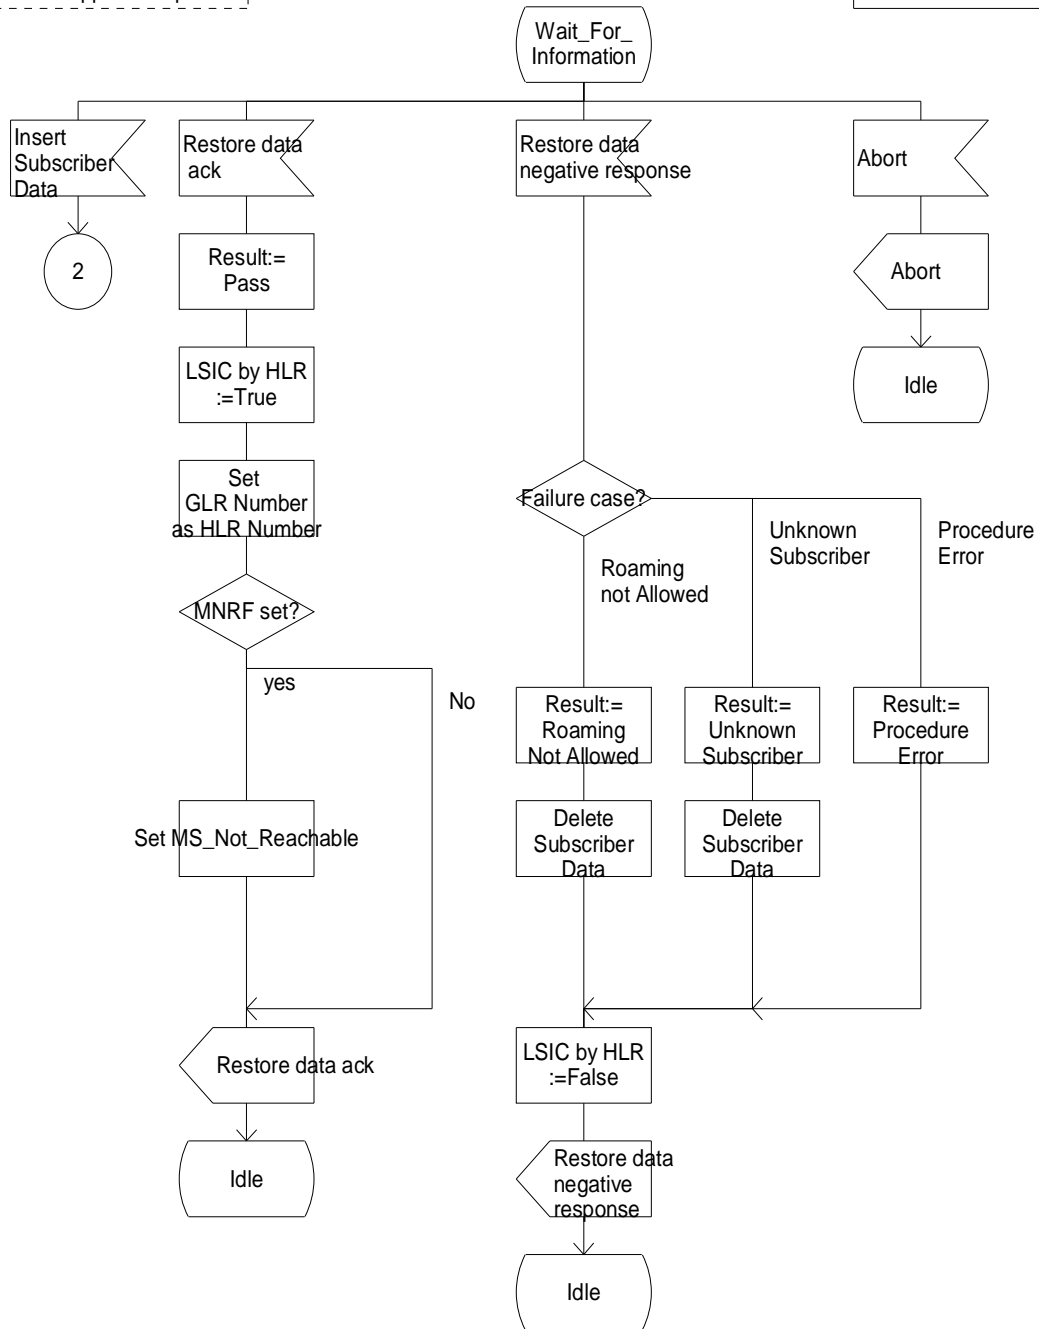 Wait_For_
Information
Insert
Subscriber
Data
Restore data
ack
Restore data
negative response
Abort
2
Result:=
Pass
Abort
LSIC by HLR
:=True
Idle
Set
GLR Number
as HLR Number
Failure case?
Unknown
Subscriber
Procedure
Error
Roaming
not Allowed
MNRF set?
yes
No
Result:=
Roaming
Not Allowed
Result:=
Unknown
Subscriber
Result:=
Procedure
Error
Set MS_Not_Reachable
Delete
Subscriber
Data
Delete
Subscriber
Data
Restore data ack
LSIC by HLR
:=False
Idle
Restore data
negative
response
Idle